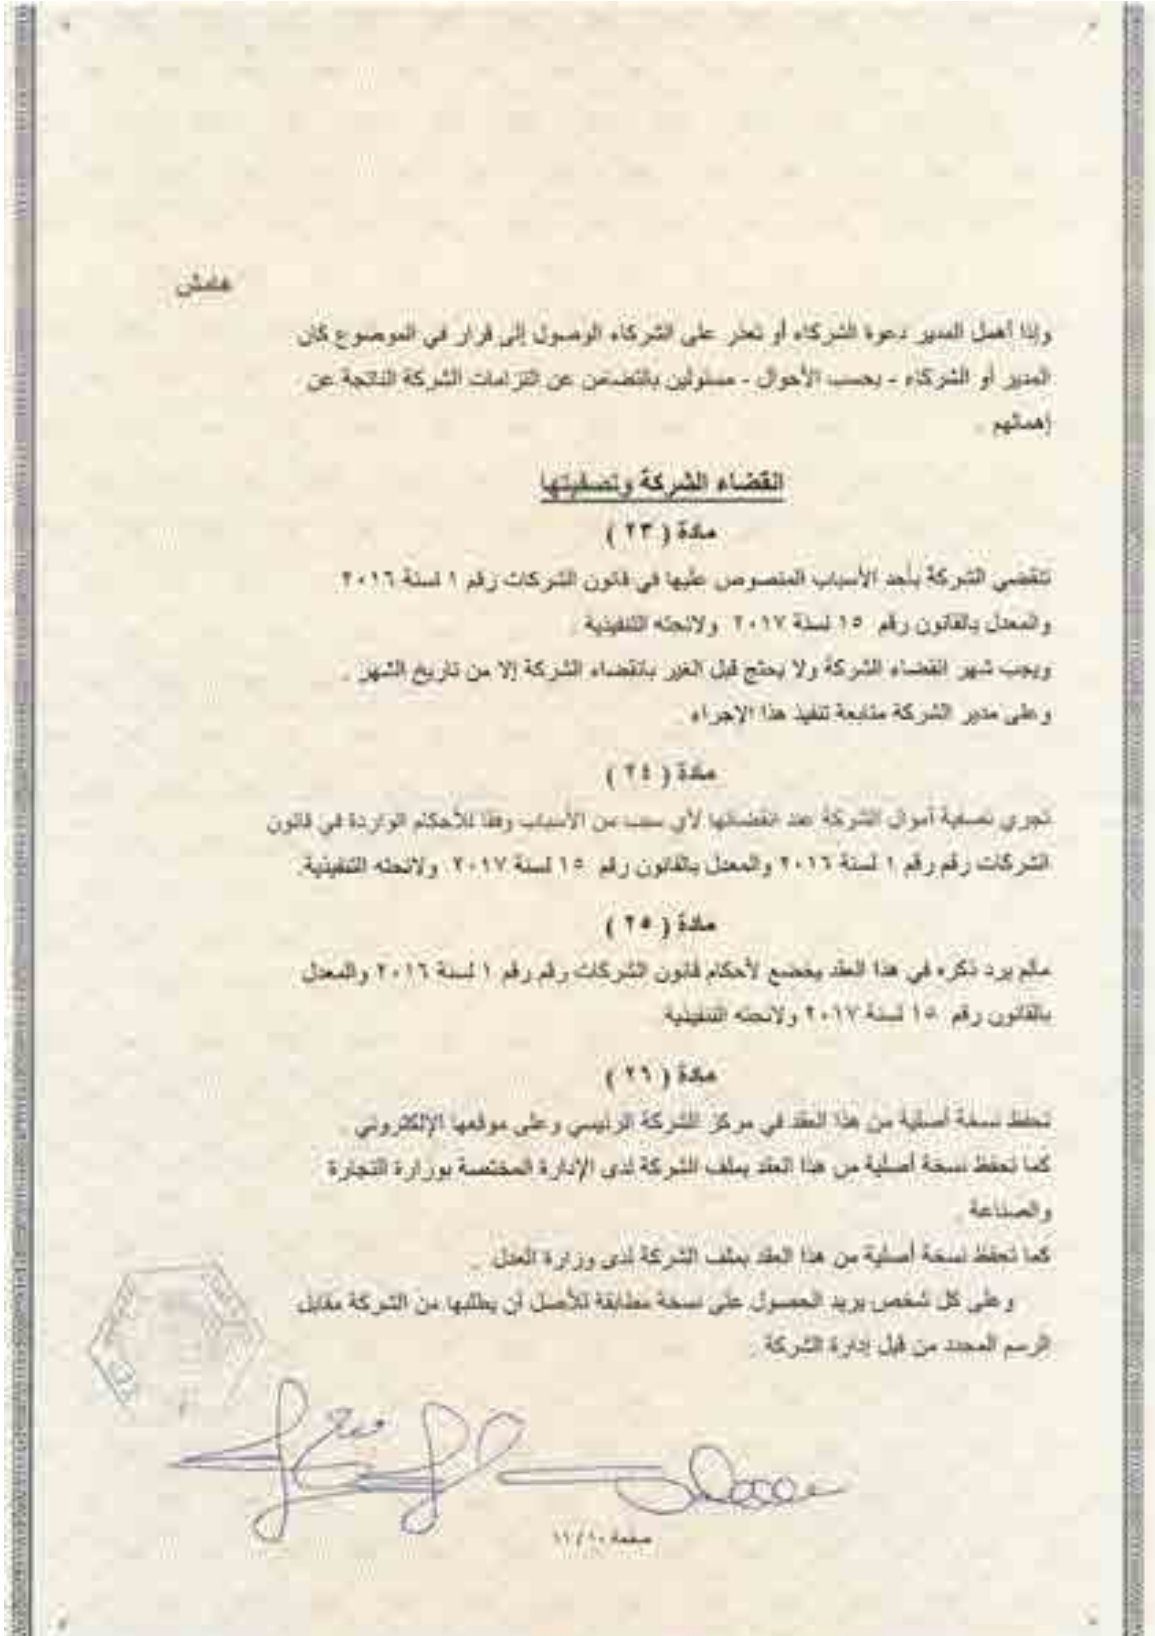 هامش
وإذا أهمل المدير دعوة الشركاء أو تعذر على الشركاء الوصول إلى قرار في الموضوع كان
المدير أو الشركاء - بحسب الأحوال - مسئولين بالتضامن عن التزامات الشركة الناتجة عن
إهمالهم .
انقضاء الشركة وتصفيتها
مادة ( ٢٣ )
تنقضي الشركة بأحد الأسباب المنصوص عليها في قانون الشركات رقم ١ لسنة ٢٠١٦
والمعدل بالقانون رقم ١٥ لسنة ٢٠١٧ ولائحته التنفيذية .
ويجب شهر انقضاء الشركة ولا يحتج قبل الغير بانقضاء الشركة إلا من تاريخ الشهر .
وعلى مدير الشركة متابعة تنفيذ هذا الإجراء .
مادة ( ٢٤ )
تجري تصفية أموال الشركة عند انقضائها لأي سبب من الأسباب وفقا للأحكام الواردة في قانون
الشركات رقم رقم ١ لسنة ٢٠١٦ والمعدل بالقانون رقم ١٥ لسنة ٢٠١٧ ولائحته التنفيذية.
مادة ( ٢٥ )
مالم يرد ذكره في هذا العقد يخضع لأحكام قانون الشركات رقم رقم ١ لسنة ٢٠١٦ والمعدل
بالقانون رقم ١٥ لسنة ٢٠١٧ ولائحته التنفيذية
مادة ( ٢٦ )
تحفظ نسخة أصلية من هذا العقد في مركز الشركة الرئيسي وعلى موقعها الإلكتروني .
كما تحفظ نسخة أصلية من هذا العقد بملف الشركة لدى الإدارة المختصة بوزارة التجارة
والصناعة .
كما تحفظ نسخة أصلية من هذا العقد بملف الشركة لدى وزارة العدل .
وعلى كل شخص يريد الحصول على نسخة مطابقة للأصل أن يطلبها من الشركة مقابل
الرسم المحدد من قبل إدارة الشركة .
صفحة ١١/١٠